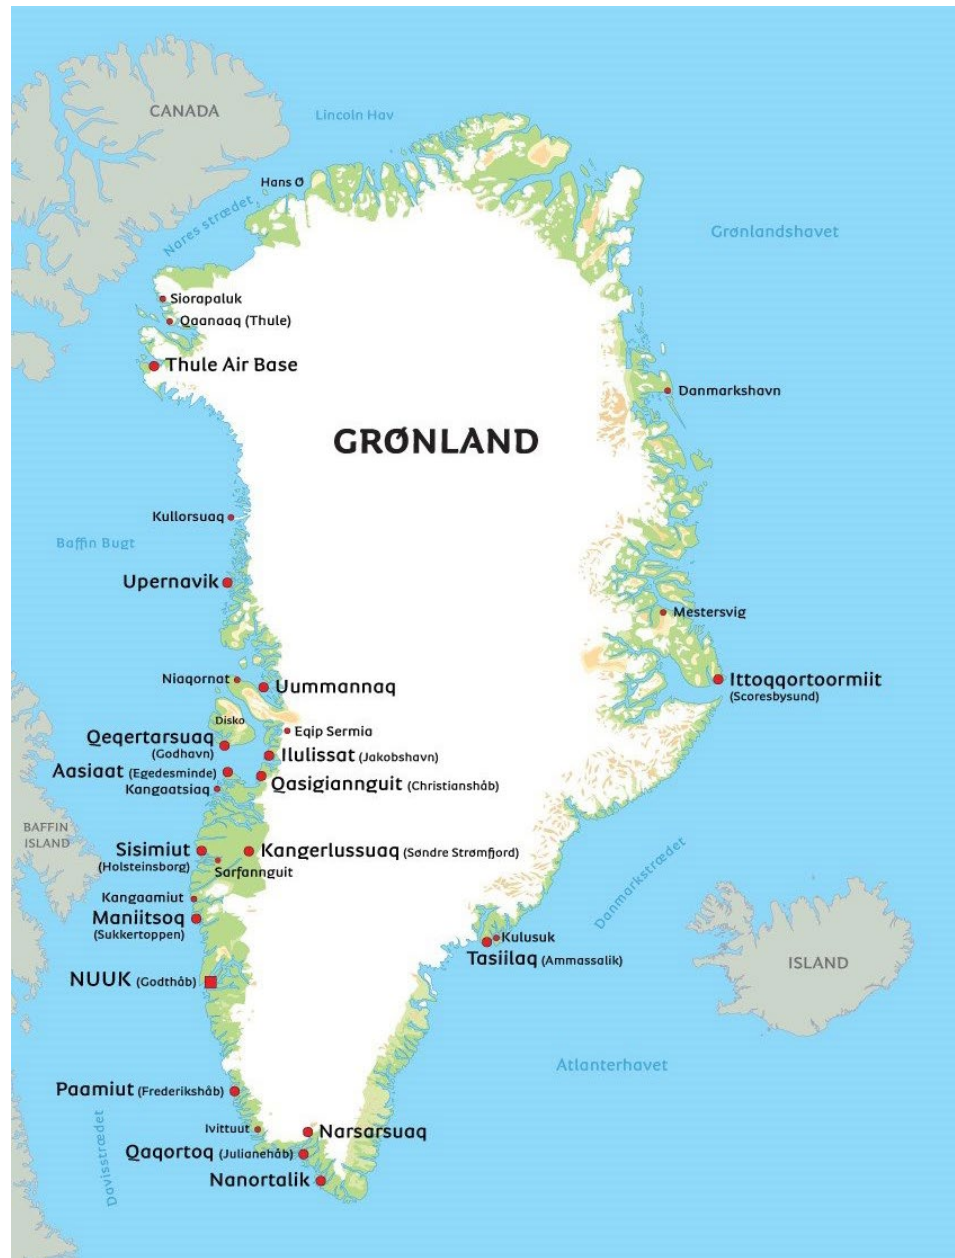 CANADA
Lincoln Hav
Hans Ø
Nares strædet
Grønlandshavet
Siorapaluk
Qaanaaq (Thule)
Thule Air Base
Danmarkshavn
GRØNLAND
Kullorsuaq
Baffin Bugt
Upernavik
Mestersvig
Niaqornat
Uummannaq
Ittoqqortoormiit
(Scoresbysund)
Disko
Eqip Sermia
Qeqertarsuaq
(Godhavn)
Ilulissat (Jakobshavn)
Aasiaat (Egedesminde)
Qasigiannguit (Christianshåb)
Kangaatsiaq
BAFFIN
ISLAND
Sisimiut
(Holsteinsborg)
Kangerlussuaq (Søndre Strømfjord)
Sarfannguit
Danmarkstrædet
Kangaamiut
Maniitsoq
(Sukkertoppen)
Kulusuk
Tasiilaq (Ammassalik)
ISLAND
NUUK (Godthåb)
Atlanterhavet
Paamiut (Frederikshåb)
Davisstrædet
Ivittuut
Narsarsuaq
Qaqortoq (Julianehåb)
Nanortalik